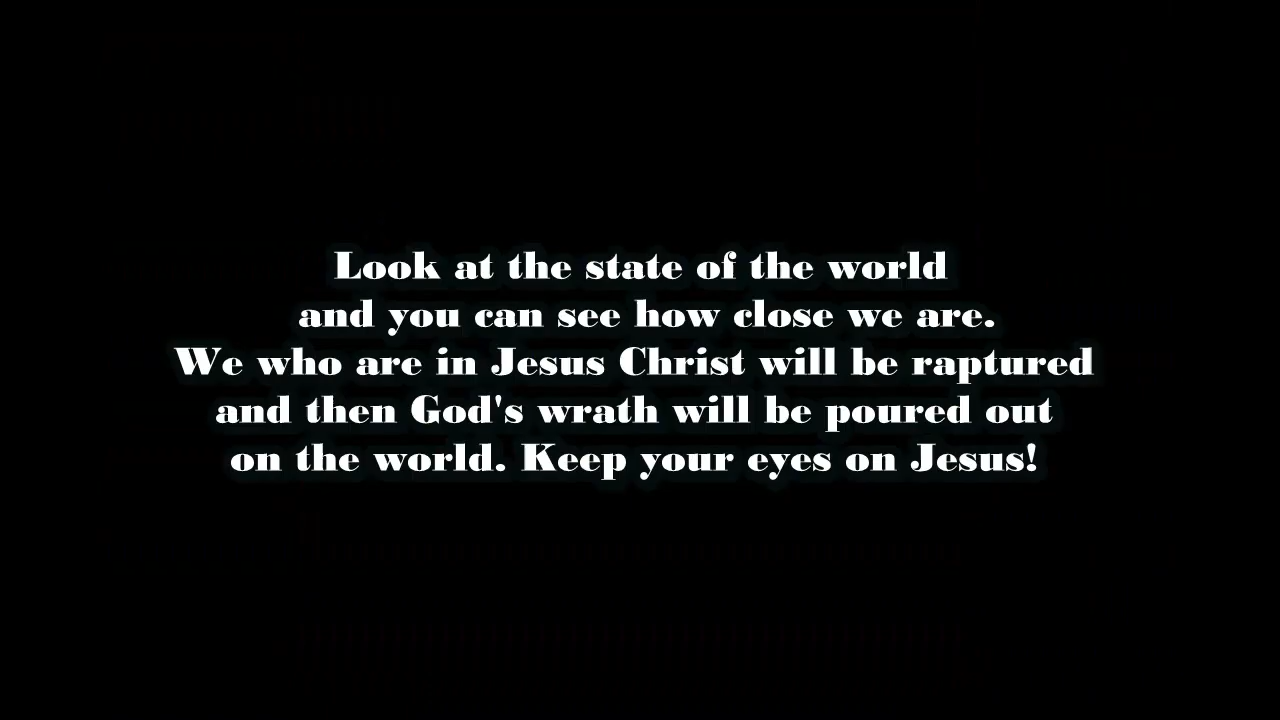 Look at the state of the world
and you can see how close we are.
We who are in Jesus Christ will be raptured
and then God's wrath will be poured out
on the world. Keep your eyes on Jesus!